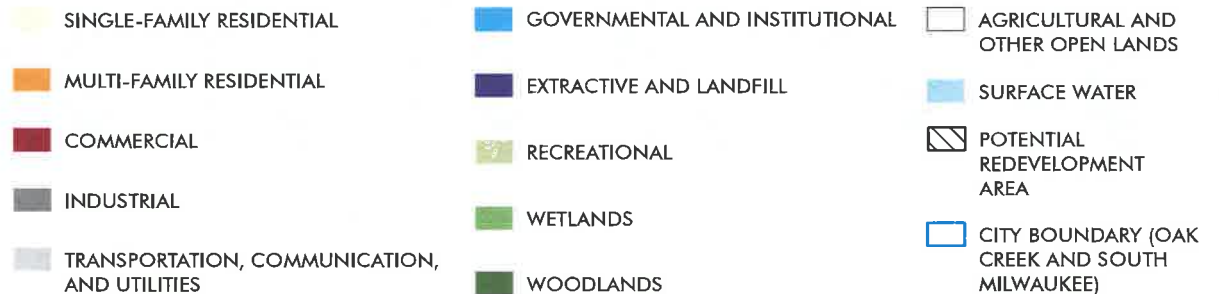 SINGLE-FAMILY RESIDENTIAL
MULTI-FAMILY RESIDENTIAL
COMMERCIAL
INDUSTRIAL
TRANSPORTATION, COMMUNICATION,
AND UTILITIES
GOVERNMENTAL AND INSTITUTIONAL
EXTRACTIVE AND LANDFILL
RECREATIONAL
WETLANDS
WOODLANDS
AGRICULTURAL AND
OTHER OPEN LANDS
SURFACE WATER
POTENTIAL
REDEVELOPMENT
AREA
CITY BOUNDARY (OAK
CREEK AND SOUTH
MILWAUKEE)